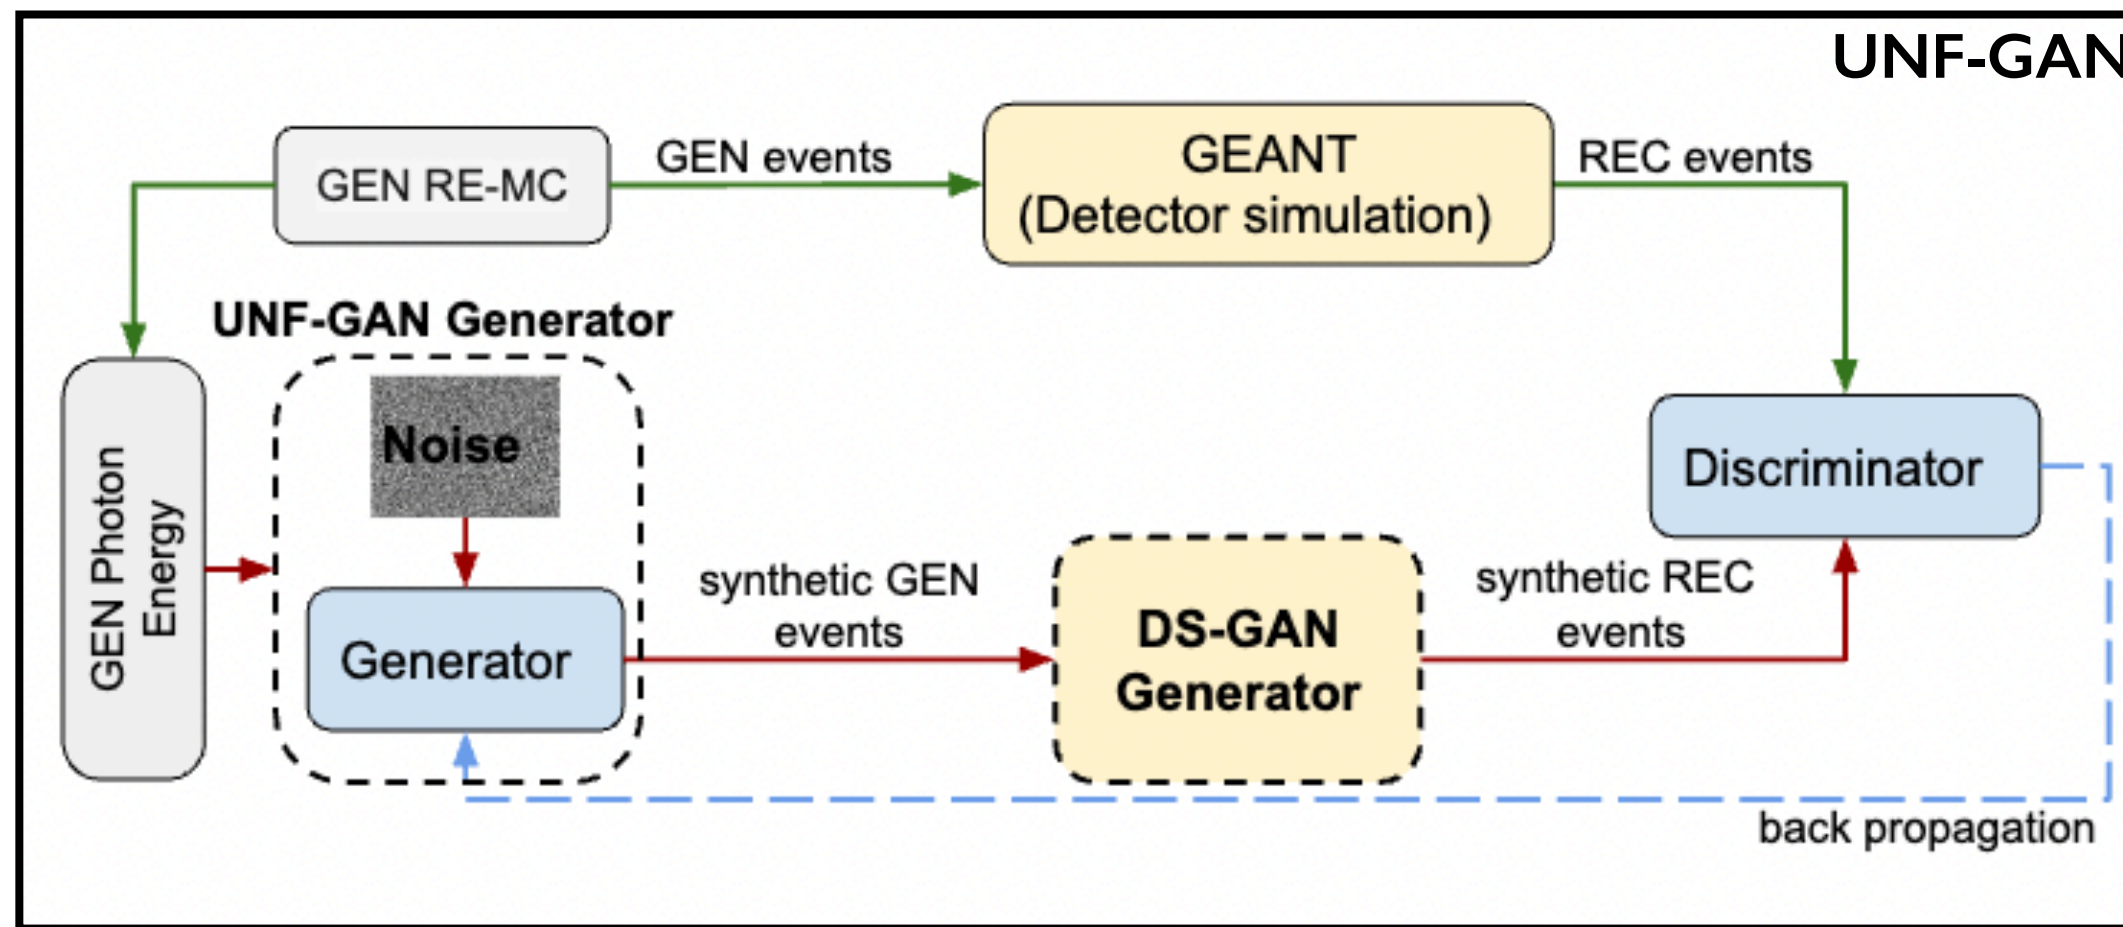 UNF-GAN
GEN RE-MC
GEN events
GEANT
(Detector simulation)
REC events
UNF-GAN Generator
GEN Photon
Energy
Noise
Generator
synthetic GEN
events
DS-GAN
Generator
synthetic REC
events
Discriminator
back propagation